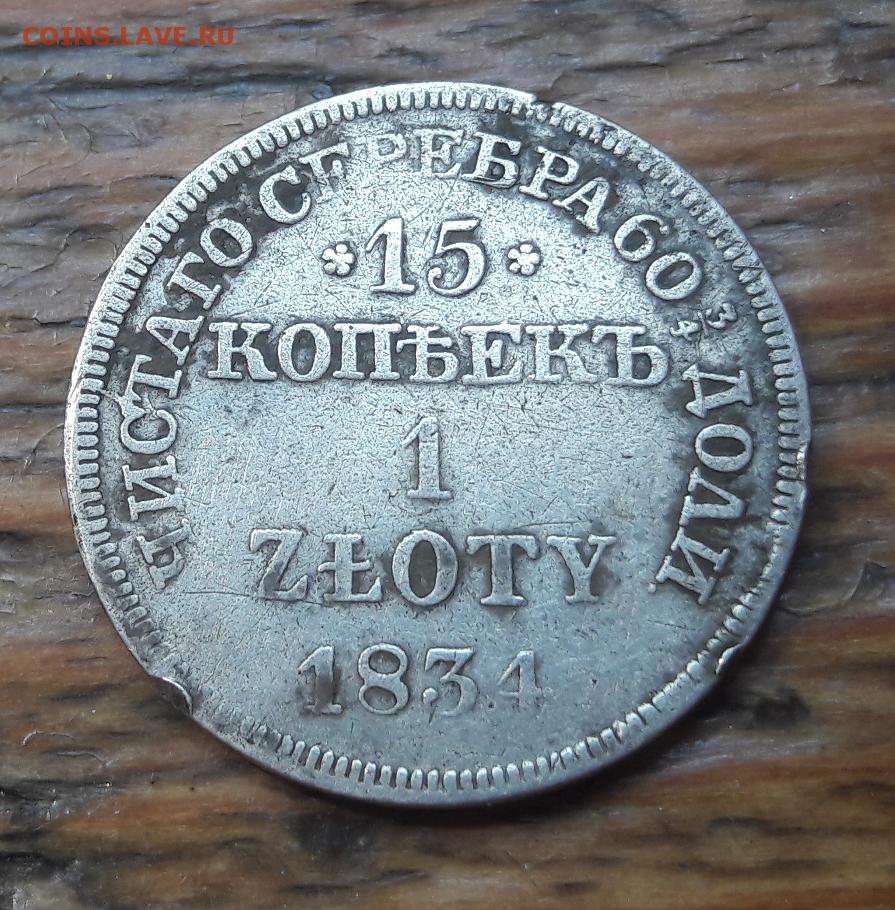 COINS.LAVE.RU
ЧИСТАГО СЕРЕБРА 60 3/4 ДОЛИ.
15
КОПѢЕКЪ
1
ZŁOTY
1834.